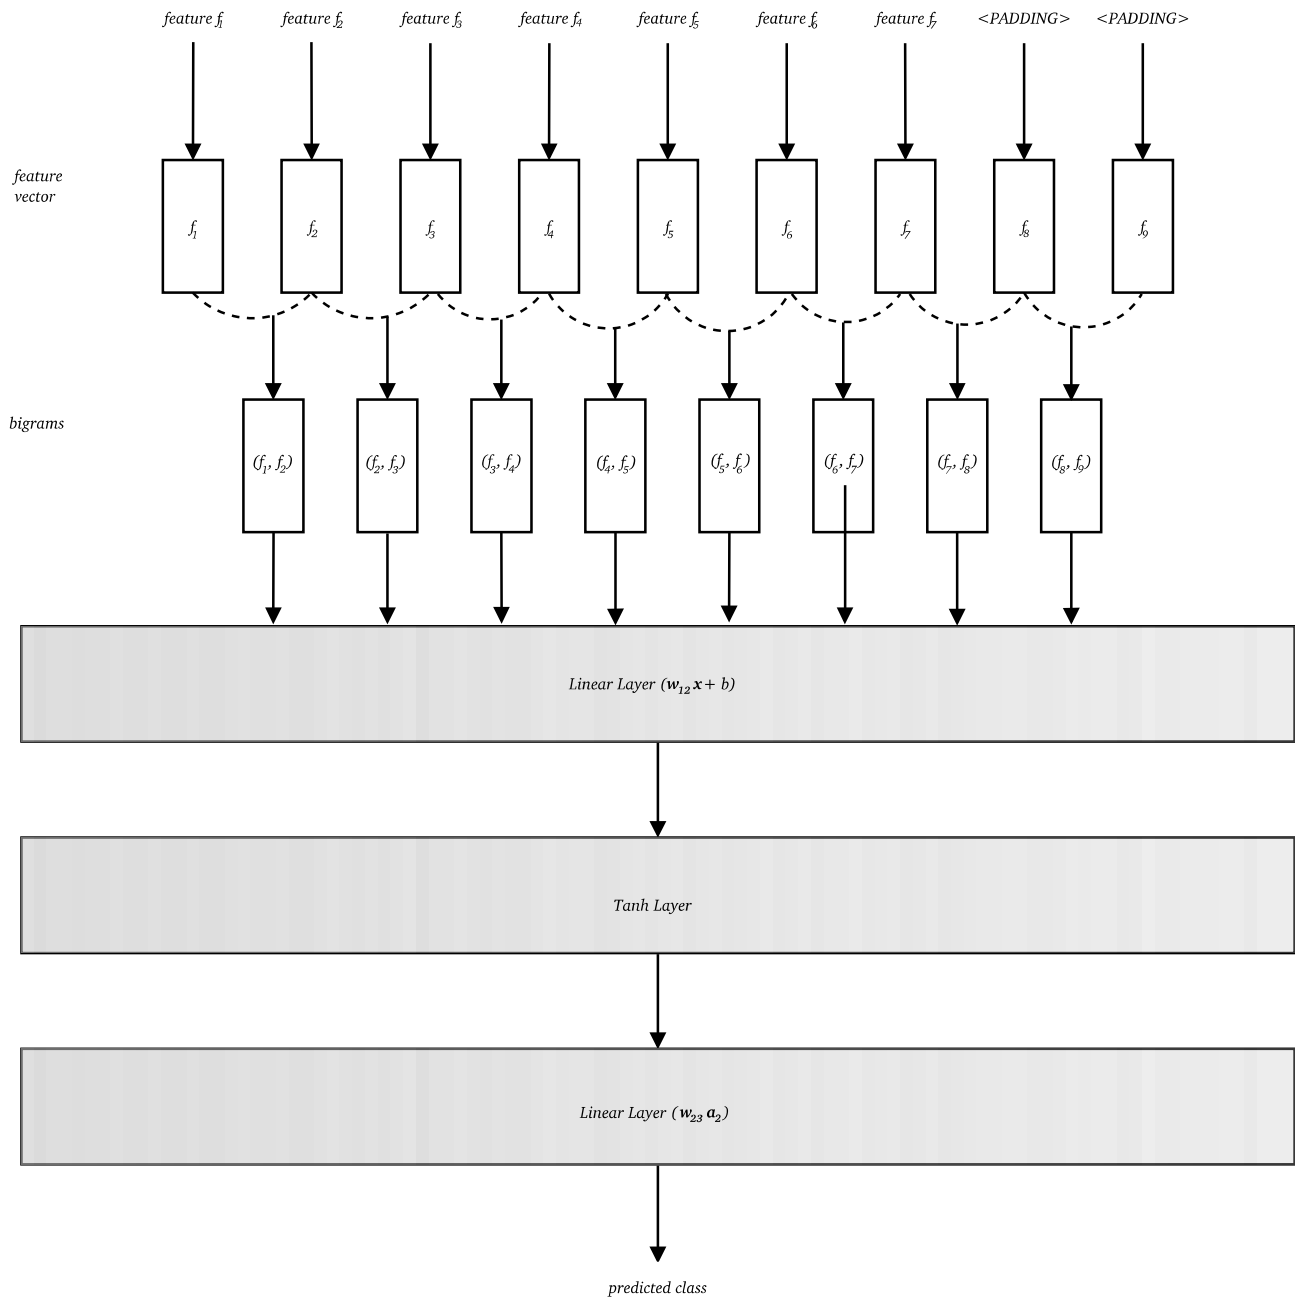 feature f1 feature f2 feature f3 feature f4 feature f5 feature f6 feature f7 <PADDING> <PADDING>
feature
vector
f1 f2 f3 f4 f5 f6 f7 f8 f9
bigrams
(f1, f2) (f2, f3) (f3, f4) (f4, f5) (f5, f6) (f6, f7) (f7, f8) (f8, f9)
Linear Layer (w12 x + b)
Tanh Layer
Linear Layer ( w23 a2 )
predicted class